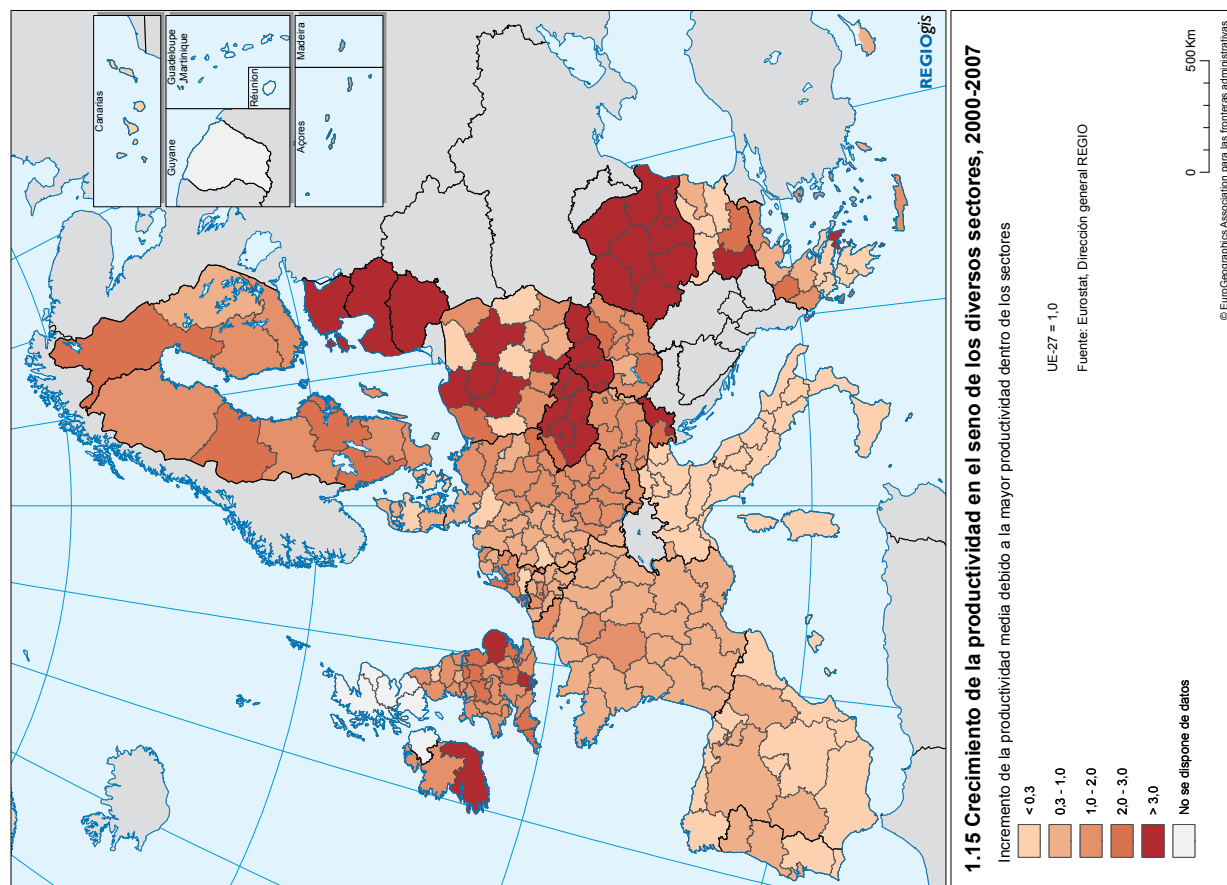 Canarias
Guyane
Guadeloupe
Martinique
Réunion
Açores
Madeira
REGIOgis
1.15 Crecimiento de la productividad en el seno de los diversos sectores, 2000-2007
Incremento de la productividad media debido a la mayor productividad dentro de los sectores
< 0,3
0,3 - 1,0
1,0 - 2,0
2,0 - 3,0
> 3,0
No se dispone de datos
UE-27 = 1,0
Fuente: Eurostat, Dirección general REGIO
0 500 Km
© EuroGeographics Association para las fronteras administrativas